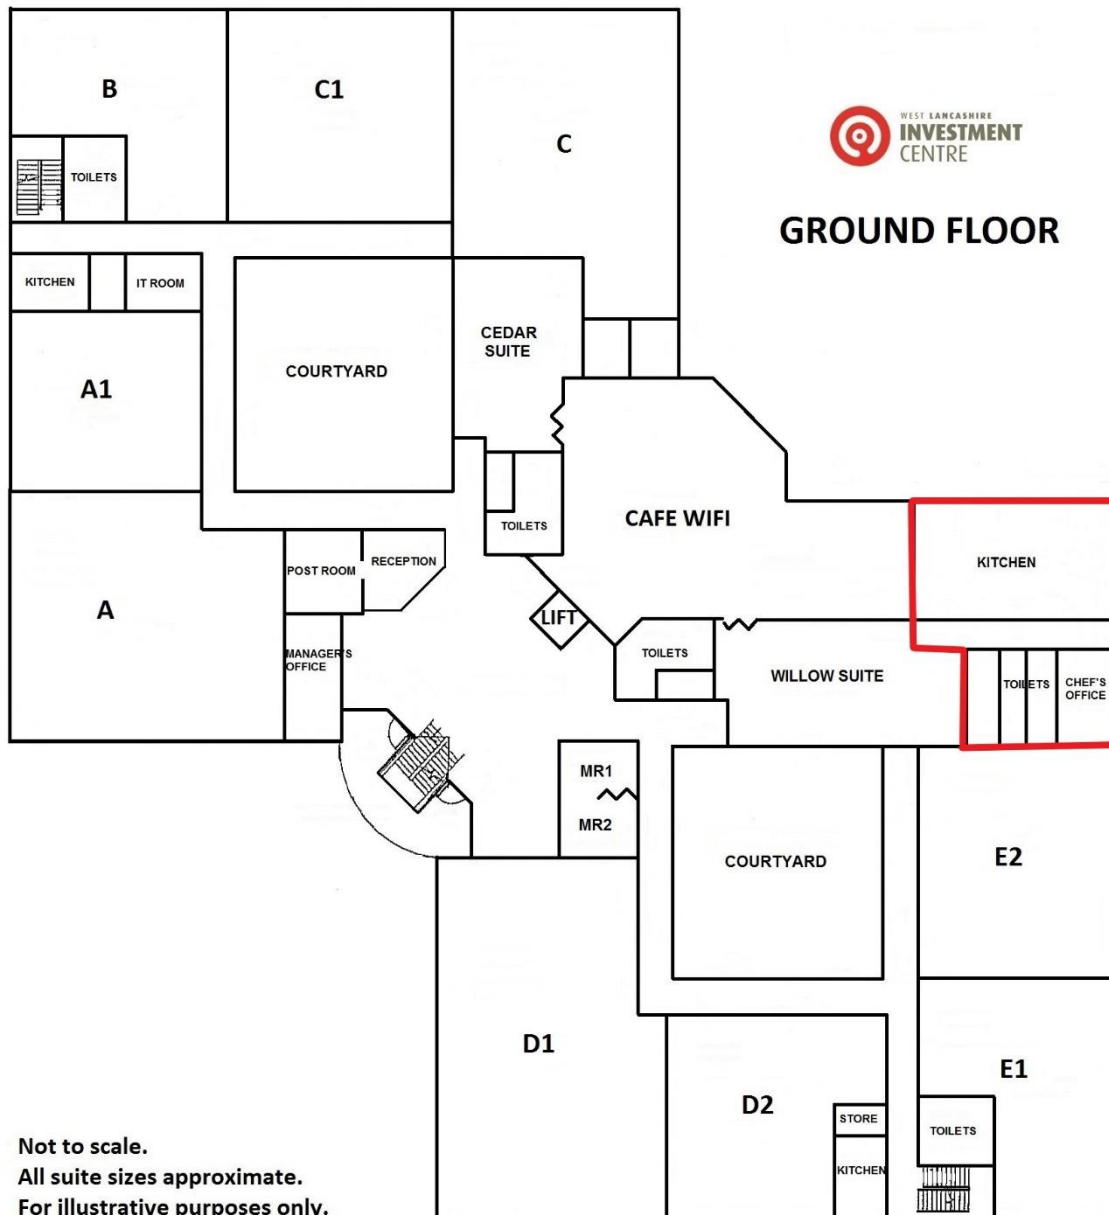 B
C1
C
WEST LANCASHIRE
INVESTMENT
CENTRE
TOILETS
GROUND FLOOR
KITCHEN
IT ROOM
CEDAR
SUITE
COURTYARD
A1
CAFE WIFI
TOILETS
KITCHEN
POST ROOM
RECEPTION
A
LIFT
MANAGER'S
OFFICE
TOILETS
WILLOW SUITE
TOILETS
CHEF'S
OFFICE
MR1
MR2
COURTYARD
E2
D1
D2
E1
STORE
TOILETS
KITCHEN
Not to scale.
All suite sizes approximate.
For illustrative purposes only.